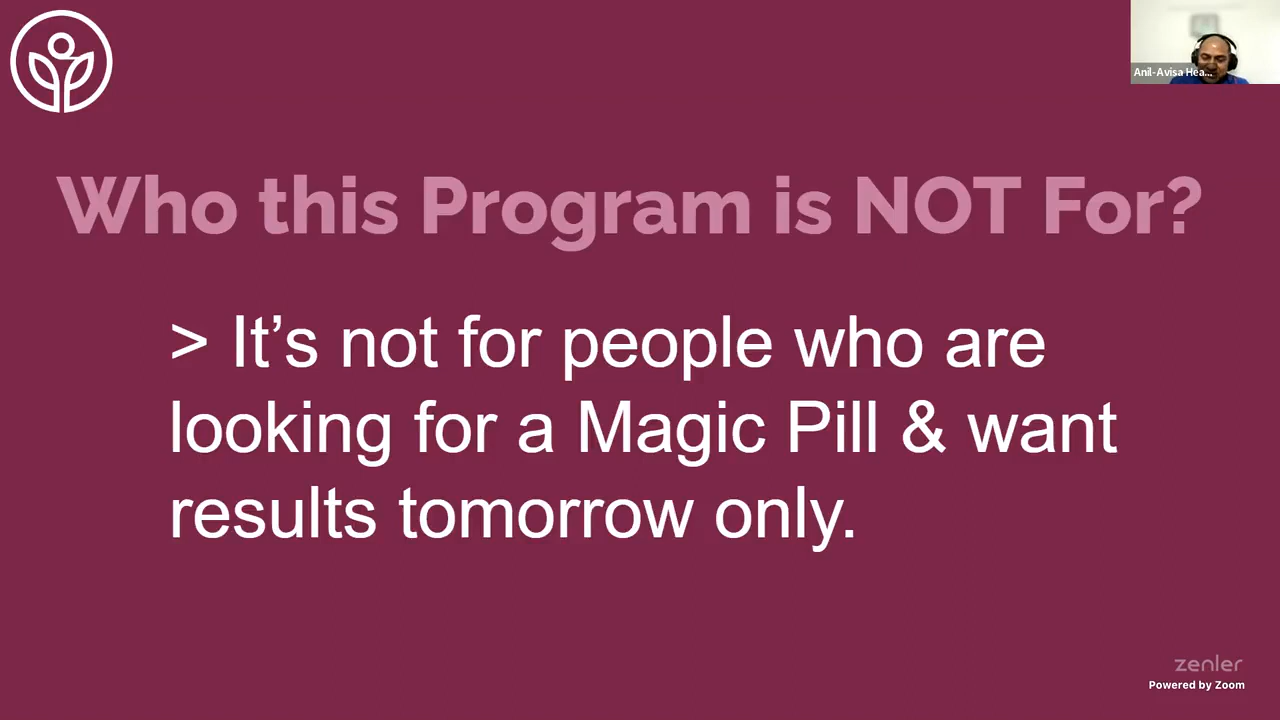 Anil-Avisa Hea...
Who this Program is NOT For?
> It’s not for people who are
looking for a Magic Pill & want
results tomorrow only.
zenler
Powered by Zoom